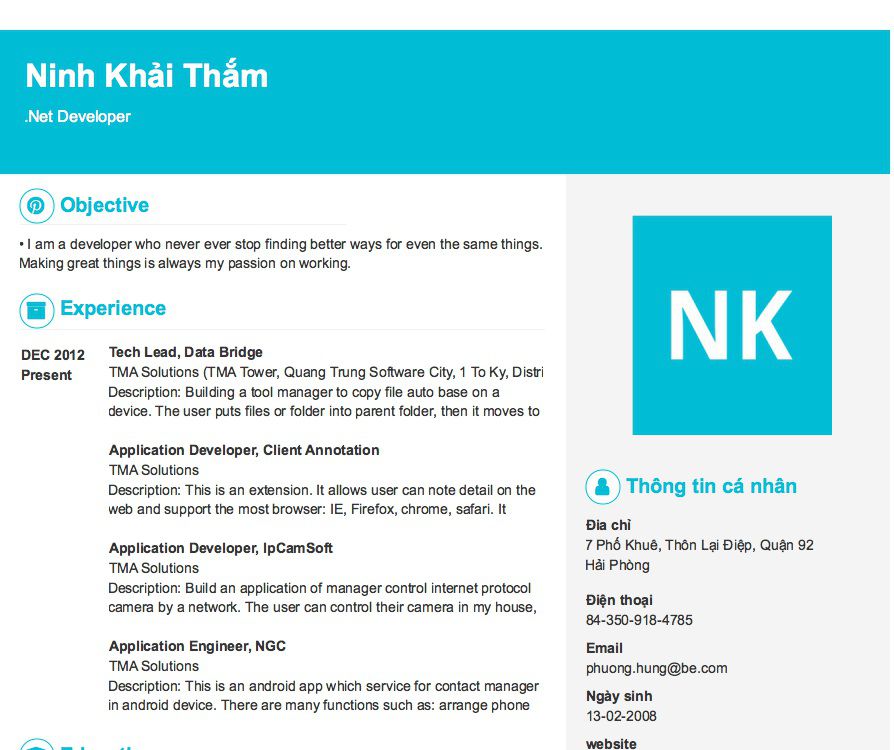 Ninh Khải Thắm
.Net Developer
Objective
• I am a developer who never ever stop finding better ways for even the same things.
Making great things is always my passion on working.
Experience
DEC 2012
Present
Tech Lead, Data Bridge
TMA Solutions (TMA Tower, Quang Trung Software City, 1 To Ky, Distri
Description: Building a tool manager to copy file auto base on a
device. The user puts files or folder into parent folder, then it moves to
Application Developer, Client Annotation
TMA Solutions
Description: This is an extension. It allows user can note detail on the
web and support the most browser: IE, Firefox, chrome, safari. It
Application Developer, IpCamSoft
TMA Solutions
Description: Build an application of manager control internet protocol
camera by a network. The user can control their camera in my house,
Application Engineer, NGC
TMA Solutions
Description: This is an android app which service for contact manager
in android device. There are many functions such as: arrange phone
NK
Thông tin cá nhân
Đia chỉ
7 Phố Khuê, Thôn Lại Điệp, Quận 92
Hải Phòng
Điện thoại
84-350-918-4785
Email
phuong.hung@be.com
Ngày sinh
13-02-2008
website